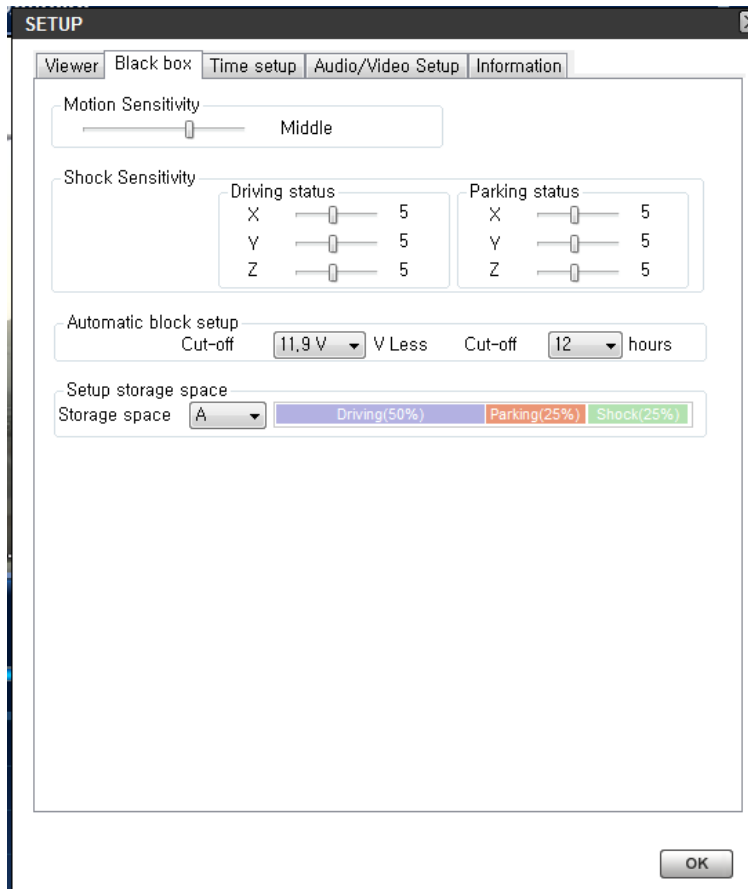 SETUP
Viewer Black box Time setup Audio/Video Setup Information
Motion Sensitivity
Middle
Shock Sensitivity
Driving status
X 5
Y 5
Z 5
Parking status
X 5
Y 5
Z 5
Automatic block setup
Cut-off 11,9 V V Less Cut-off 12 hours
Setup storage space
Storage space A Driving(50%) Parking(25%) Shock(25%)
OK